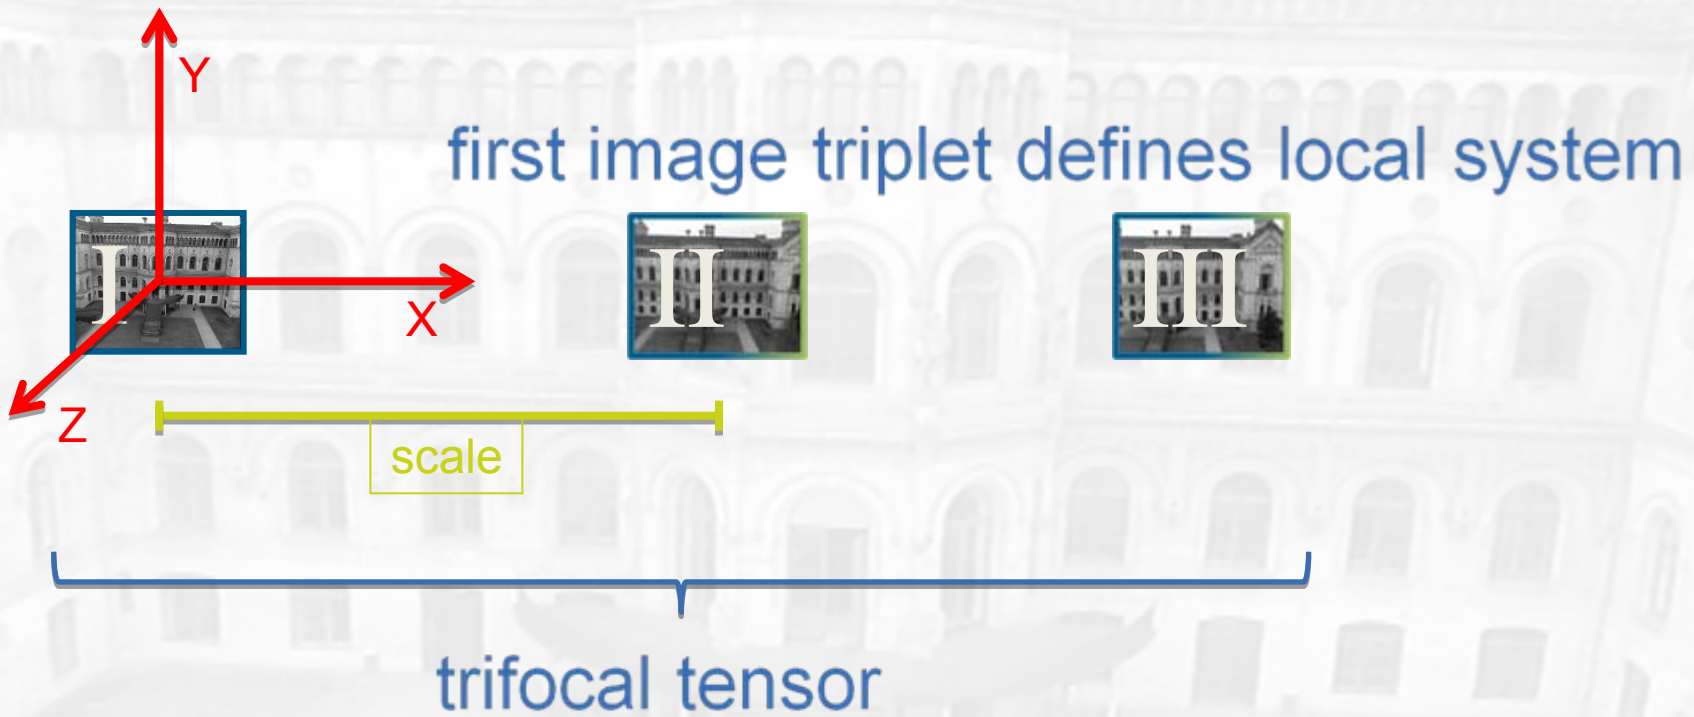 Y
first image triplet defines local system
I
II
III
X
Z
scale
trifocal tensor